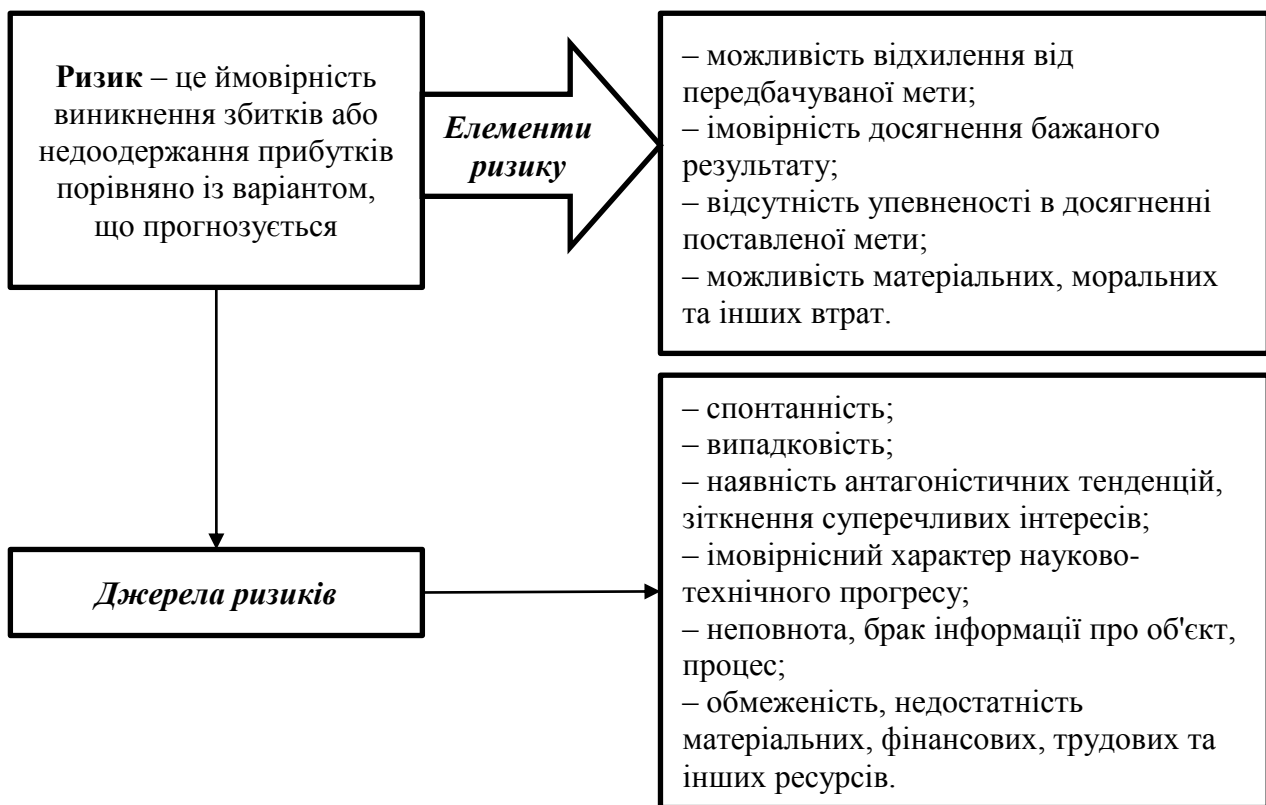 Ризик – це ймовірність
виникнення збитків або
недоодержання прибутків
порівняно із варіантом,
що прогнозується
Елементи
ризику
– можливість відхилення від
передбачуваної мети;
– імовірність досягнення бажаного
результату;
– відсутність упевненості в досягненні
поставленої мети;
– можливість матеріальних, моральних
та інших втрат.
Джерела ризиків
– спонтанність;
– випадковість;
– наявність антагоністичних тенденцій,
зіткнення суперечливих інтересів;
– імовірнісний характер науково-
технічного прогресу;
– неповнота, брак інформації про об'єкт,
процес;
– обмеженість, недостатність
матеріальних, фінансових, трудових та
інших ресурсів.